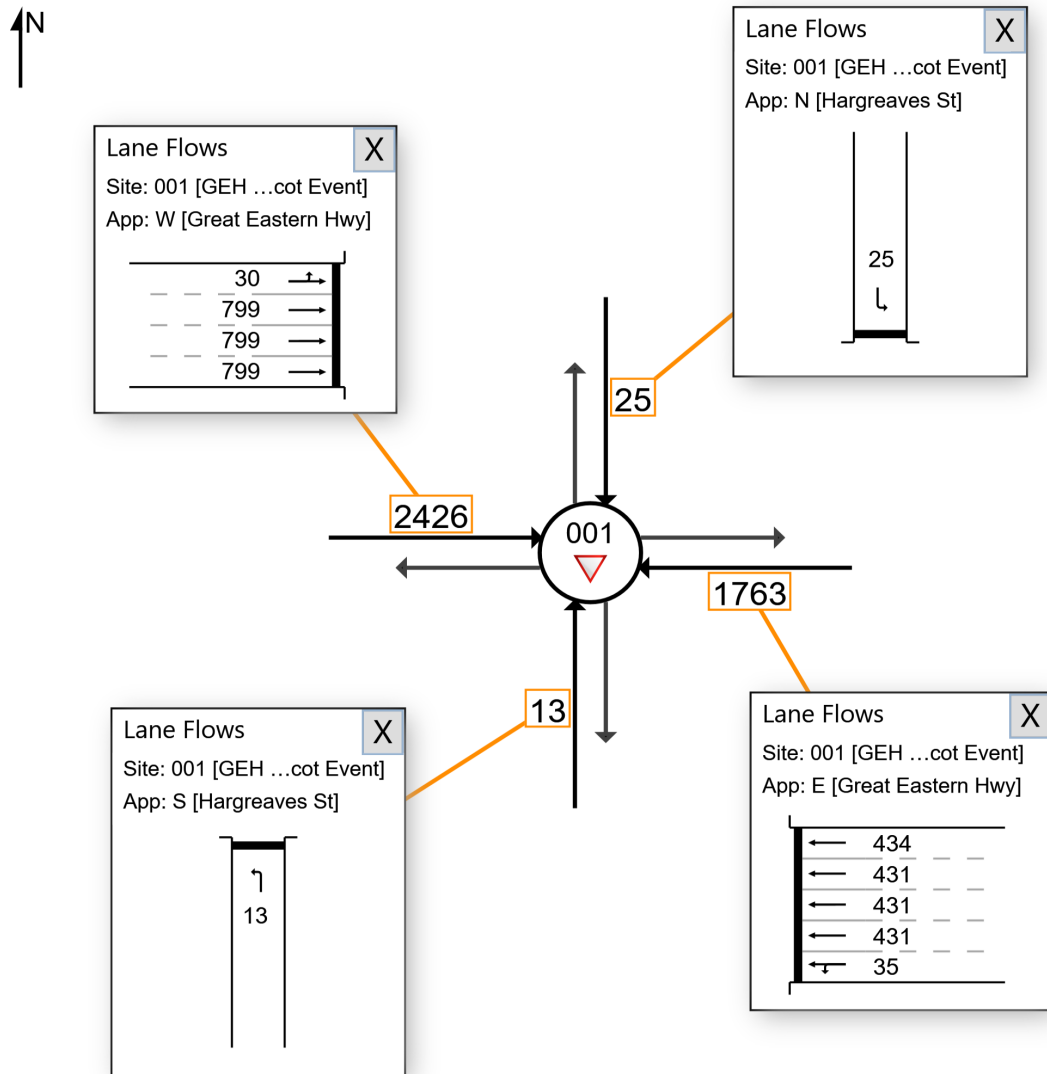 N
Lane Flows
X
Site: 001 [GEH ...cot Event]
App: N [Hargreaves St]
25
Lane Flows
X
Site: 001 [GEH ...cot Event]
App: W [Great Eastern Hwy]
30
799
799
799
25
2426
001
1763
13
Lane Flows
X
Site: 001 [GEH ...cot Event]
App: S [Hargreaves St]
13
Lane Flows
X
Site: 001 [GEH ...cot Event]
App: E [Great Eastern Hwy]
434
431
431
431
35